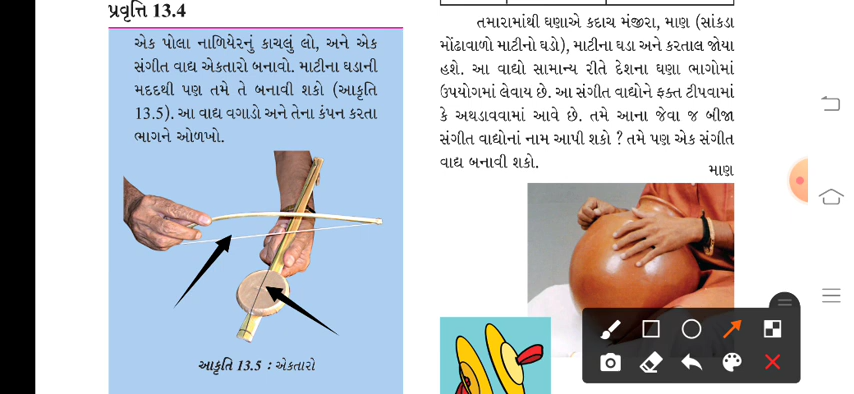 પ્રવૃત્તિ 13.4
એક પોલા નાળિયેરનું કાચલું લો, અને એક
સંગીત વાદ્ય એકતારો બનાવો. માટીના ઘડાની
મદદથી પણ તમે તે બનાવી શકો (આકૃતિ
13.5). આ વાદ્ય વગાડો અને તેના કંપન કરતા
ભાગને ઓળખો.
આકૃતિ 13.5 : એકતારો
તમારામાંથી ઘણાએ કદાચ મંજીરા, માણ (સાંકડા
મોંઢાવાળો માટીનો ઘડો), માટીના ઘડા અને કરતાલ જોયા
હશે. આ વાદ્યો સામાન્ય રીતે દેશના ઘણા ભાગોમાં
ઉપયોગમાં લેવાય છે. આ સંગીત વાદ્યોને ફક્ત ટીપવામાં
કે અથડાવવામાં આવે છે. તમે આના જેવા જ બીજા
સંગીત વાદ્યોનાં નામ આપી શકો ? તમે પણ એક સંગીત
વાદ્ય બનાવી શકો.
માણ